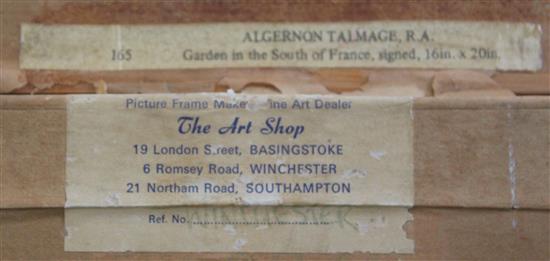 ALGERNON TALMAGE, R.A.
165 Garden in the South of France, signed, 16in. x 20in.
Picture Frame Make ine Art Dealer
The Art Shop
19 London S reet, BASINGSTOKE
6 Romsey Road, WINCHESTER
21 Northam Road, SOUTHAMPTON
Ref. No.